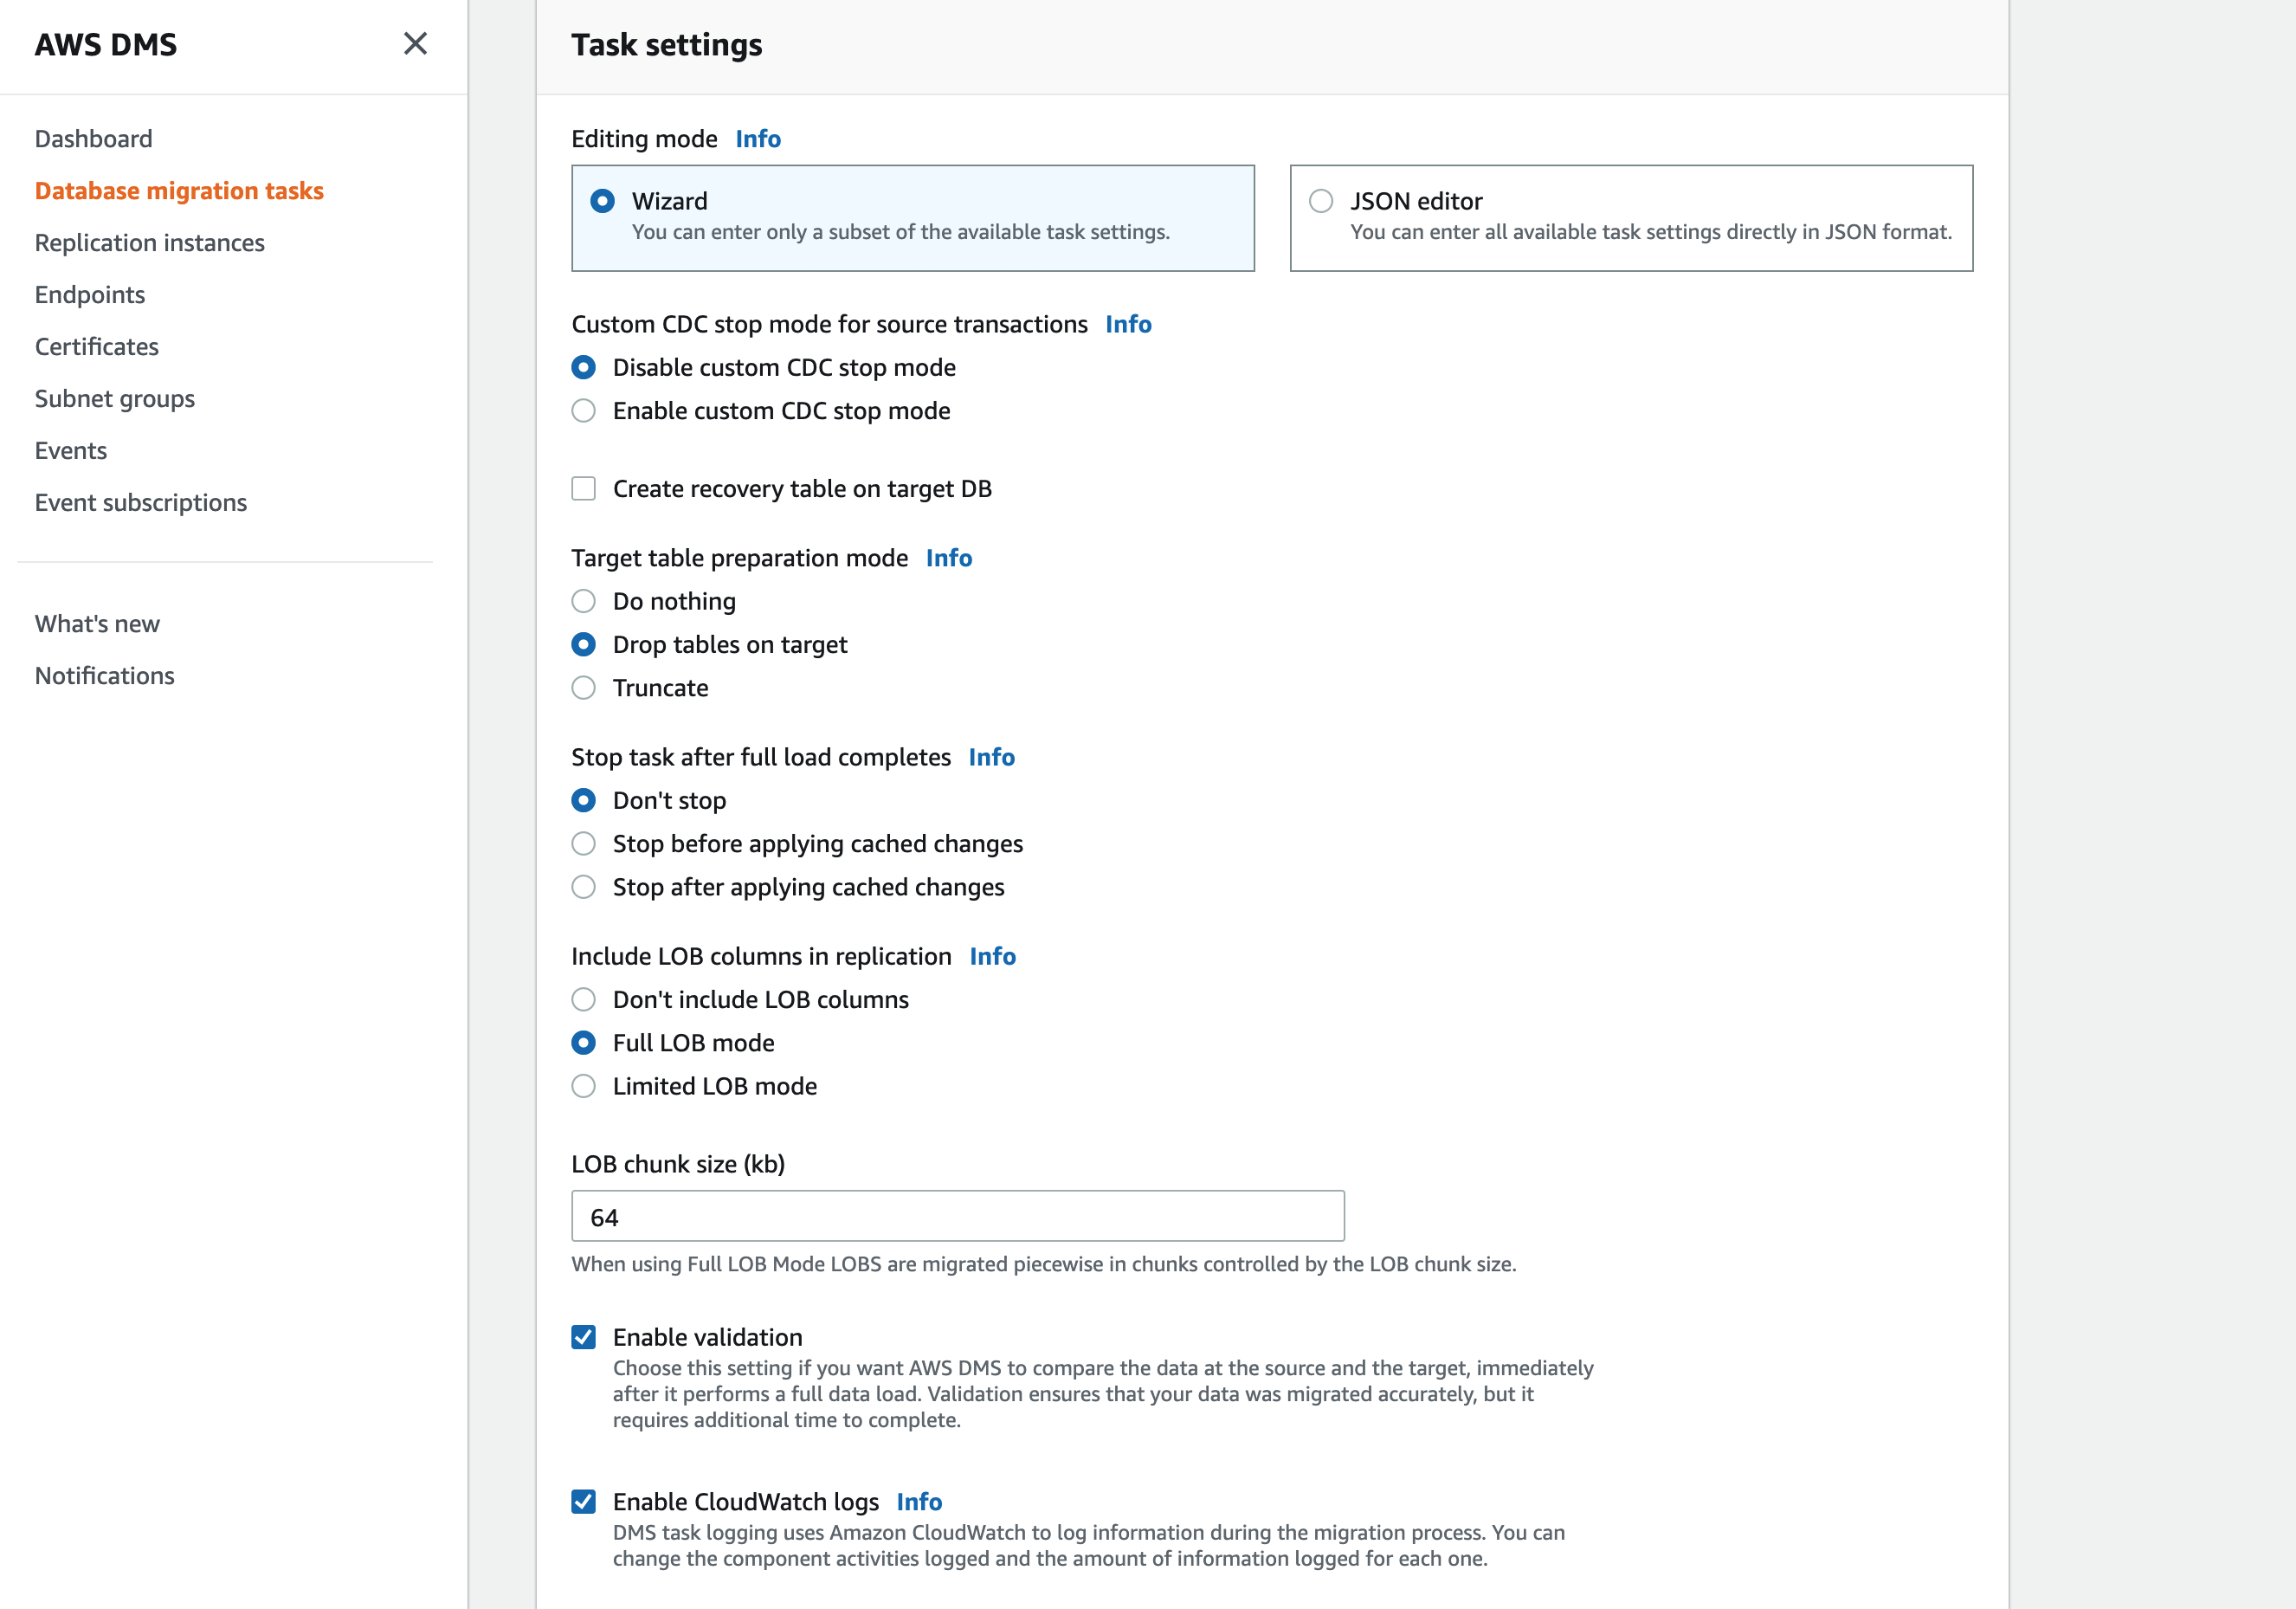 AWS DMS
Dashboard
Database migration tasks
Replication instances
Endpoints
Certificates
Subnet groups
Events
Event subscriptions
What's new
Notifications
Task settings
Editing mode Info
Wizard
You can enter only a subset of the available task settings.
JSON editor
You can enter all available task settings directly in JSON format.
Custom CDC stop mode for source transactions Info
Disable custom CDC stop mode
Enable custom CDC stop mode
Create recovery table on target DB
Target table preparation mode Info
Do nothing
Drop tables on target
Truncate
Stop task after full load completes Info
Don't stop
Stop before applying cached changes
Stop after applying cached changes
Include LOB columns in replication Info
Don't include LOB columns
Full LOB mode
Limited LOB mode
LOB chunk size (kb)
64
When using Full LOB Mode LOBS are migrated piecewise in chunks controlled by the LOB chunk size.
Enable validation
Choose this setting if you want AWS DMS to compare the data at the source and the target, immediately
after it performs a full data load. Validation ensures that your data was migrated accurately, but it
requires additional time to complete.
Enable CloudWatch logs Info
DMS task logging uses Amazon CloudWatch to log information during the migration process. You can
change the component activities logged and the amount of information logged for each one.